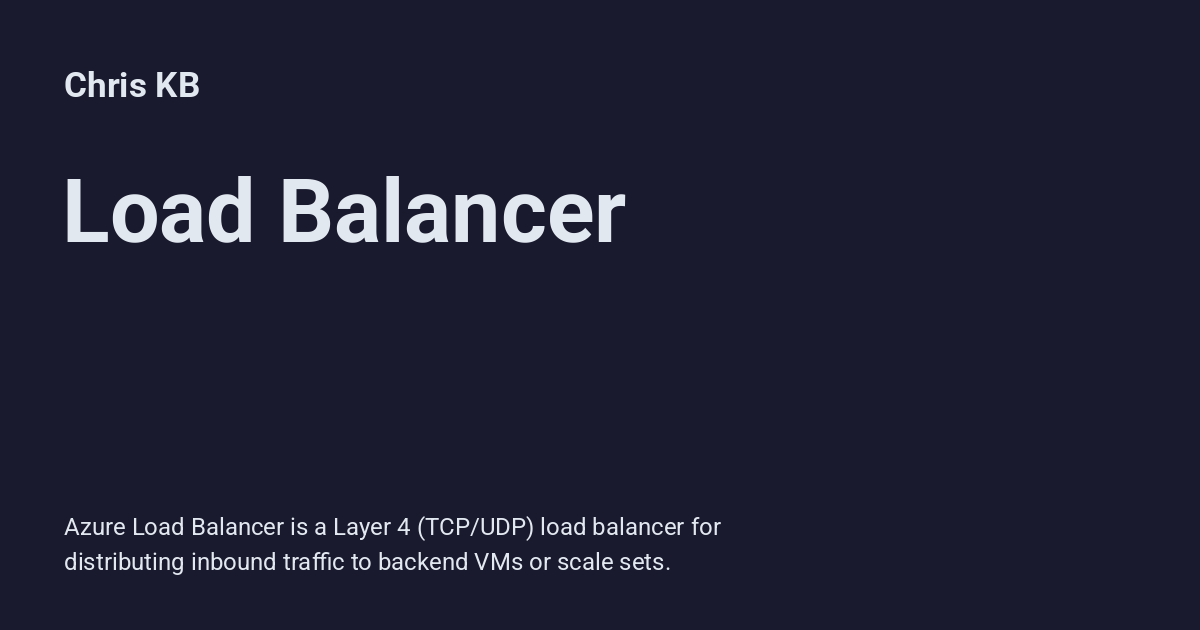 Chris KB
Load Balancer
Azure Load Balancer is a Layer 4 (TCP/UDP) load balancer for
distributing inbound traffic to backend VMs or scale sets.